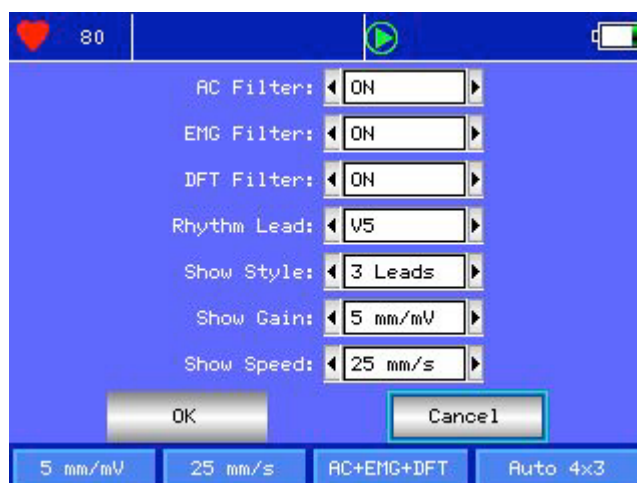 80
AC Filter: ON
EMG Filter: ON
DFT Filter: ON
Rhythm Lead: V5
Show Style: 3 Leads
Show Gain: 5 mm/mV
Show Speed: 25 mm/s
OK Cancel
5 mm/mV 25 mm/s AC+EMG+DFT Auto 4x3